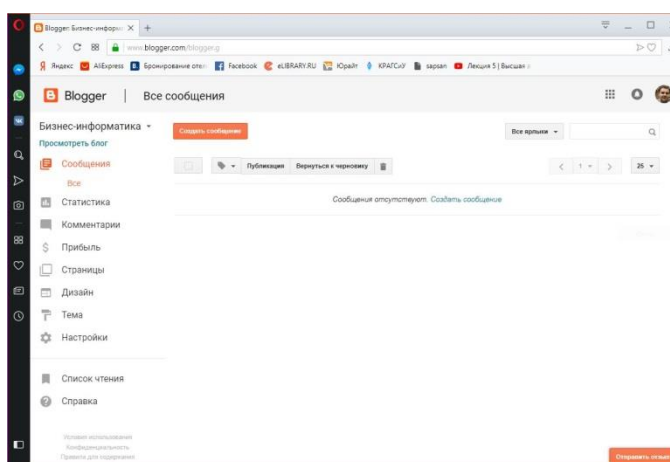 Blogger: Бизнес-информ
www.blogger.com/blogger.g
Яндекс AliExpress Бронирование оте Facebook eLIBRARY.RU Юрайт КРАГСиУ sapsan Лекция 5 | Высшая
Blogger | Все сообщения
Бизнес-информатика
Просмотреть блог
Создать сообщение
Все ярлыки
Сообщения
Все
Публикация Вернуться к черновику
1
25
Сообщения отсутствуют. Создать сообщение
Статистика
Комментарии
Прибыль
Страницы
Дизайн
Тема
Настройки
Список чтения
Справка
Условия использования
Конфиденциальность
Правила для содержания
Отправить отзыв